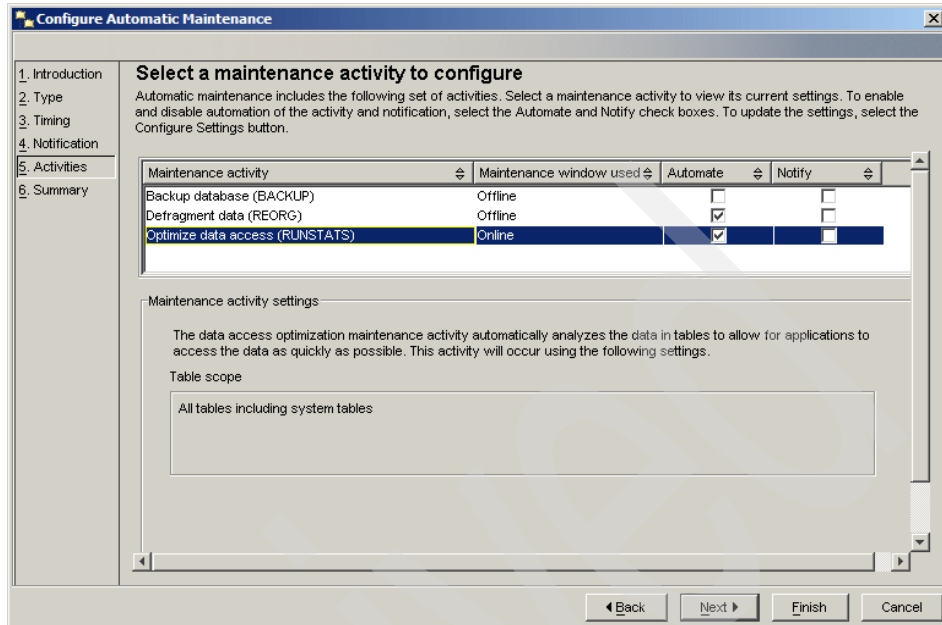 Configure Automatic Maintenance
1. Introduction
2. Type
3. Timing
4. Notification
5. Activities
6. Summary
Select a maintenance activity to configure
Automatic maintenance includes the following set of activities. Select a maintenance activity to view its current settings. To enable
and disable automation of the activity and notification, select the Automate and Notify check boxes. To update the settings, select the
Configure Settings button.
Maintenance activity Maintenance window used Automate Notify
Backup database (BACKUP) Offline
Defragment data (REORG) Offline
Optimize data access (RUNSTATS) Online
Maintenance activity settings
The data access optimization maintenance activity automatically analyzes the data in tables to allow for applications to
access the data as quickly as possible. This activity will occur using the following settings.
Table scope
All tables including system tables
Back Next Finish Cancel